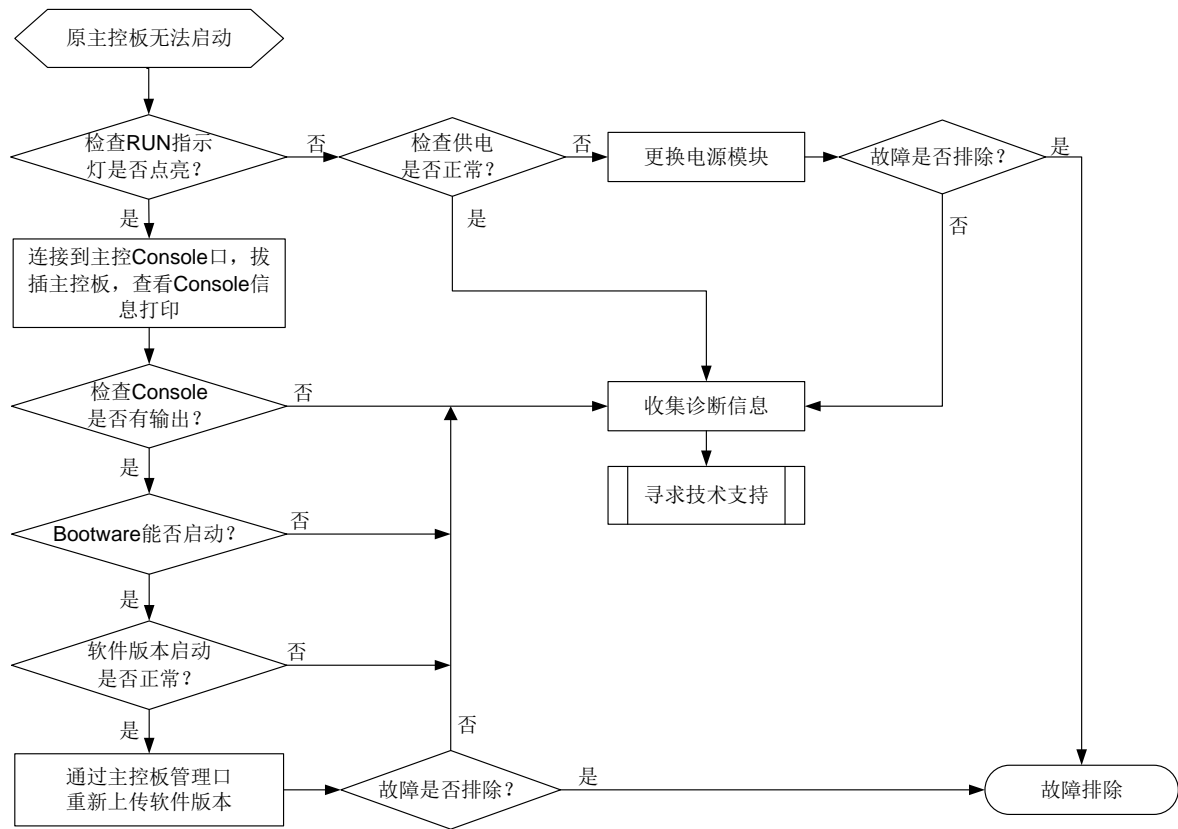 原主控板无法启动
检查RUN指示
灯是否点亮？
否
检查供电
是否正常？
否
更换电源模块
故障是否排除？
是
是
是
否
连接到主控Console口，拔
插主控板，查看Console信
息打印
检查Console
是否有输出？
否
收集诊断信息
是
寻求技术支持
Bootware能否启动？
否
是
软件版本启动
是否正常？
否
是
否
通过主控板管理口
重新上传软件版本
故障是否排除？
是
故障排除